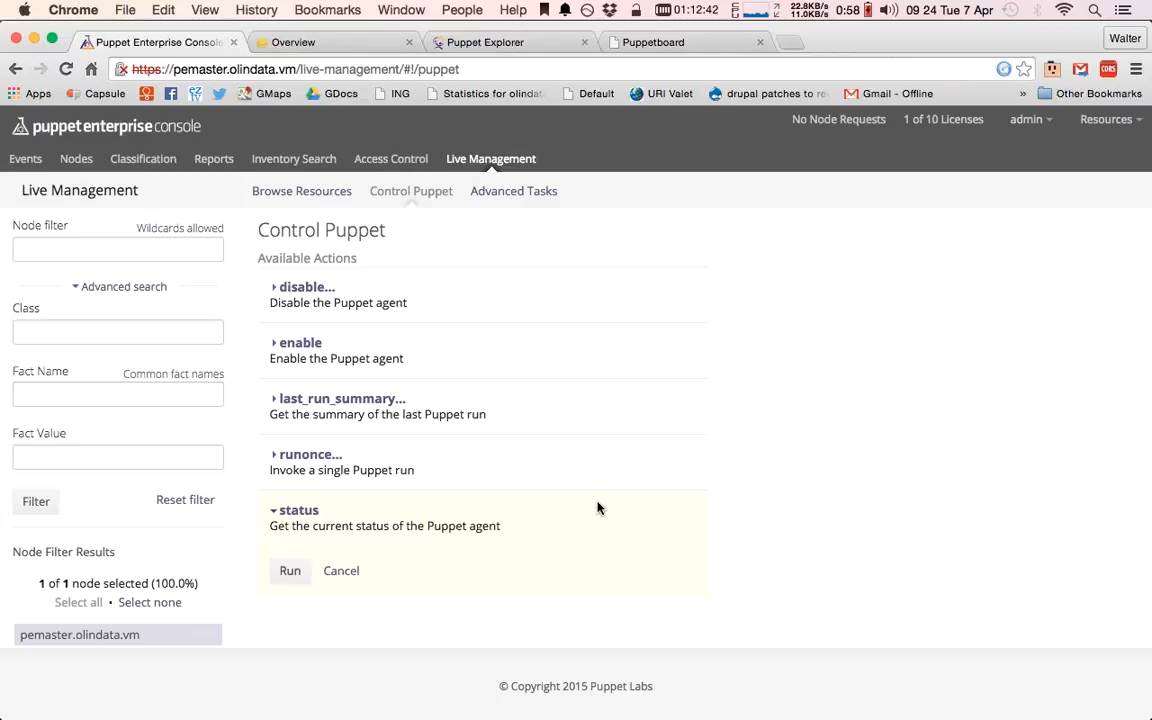 Chrome File Edit View History Bookmarks Window People Help 01:12:42 22.8KB/s 11.0KB/s 0:58 09 24 Tue 7 Apr
Puppet Enterprise Console Overview Puppet Explorer Puppetboard Walter
https://pemaster.olindata.vm/live-management/#!/puppet CORS
Apps Capsule GMaps GDocs ING Statistics for olindat Default URI Valet drupal patches to re Gmail - Offline » Other Bookmarks
puppet enterprise console No Node Requests 1 of 10 Licenses admin Resources
Events Nodes Classification Reports Inventory Search Access Control Live Management
Live Management Browse Resources Control Puppet Advanced Tasks
Node filter Wildcards allowed
Advanced search
Class
Fact Name Common fact names
Fact Value
Filter Reset filter
Node Filter Results
1 of 1 node selected (100.0%)
Select all • Select none
pemaster.olindata.vm
Control Puppet
Available Actions
disable...
Disable the Puppet agent
enable
Enable the Puppet agent
last_run_summary...
Get the summary of the last Puppet run
runonce...
Invoke a single Puppet run
status
Get the current status of the Puppet agent
Run Cancel
© Copyright 2015 Puppet Labs